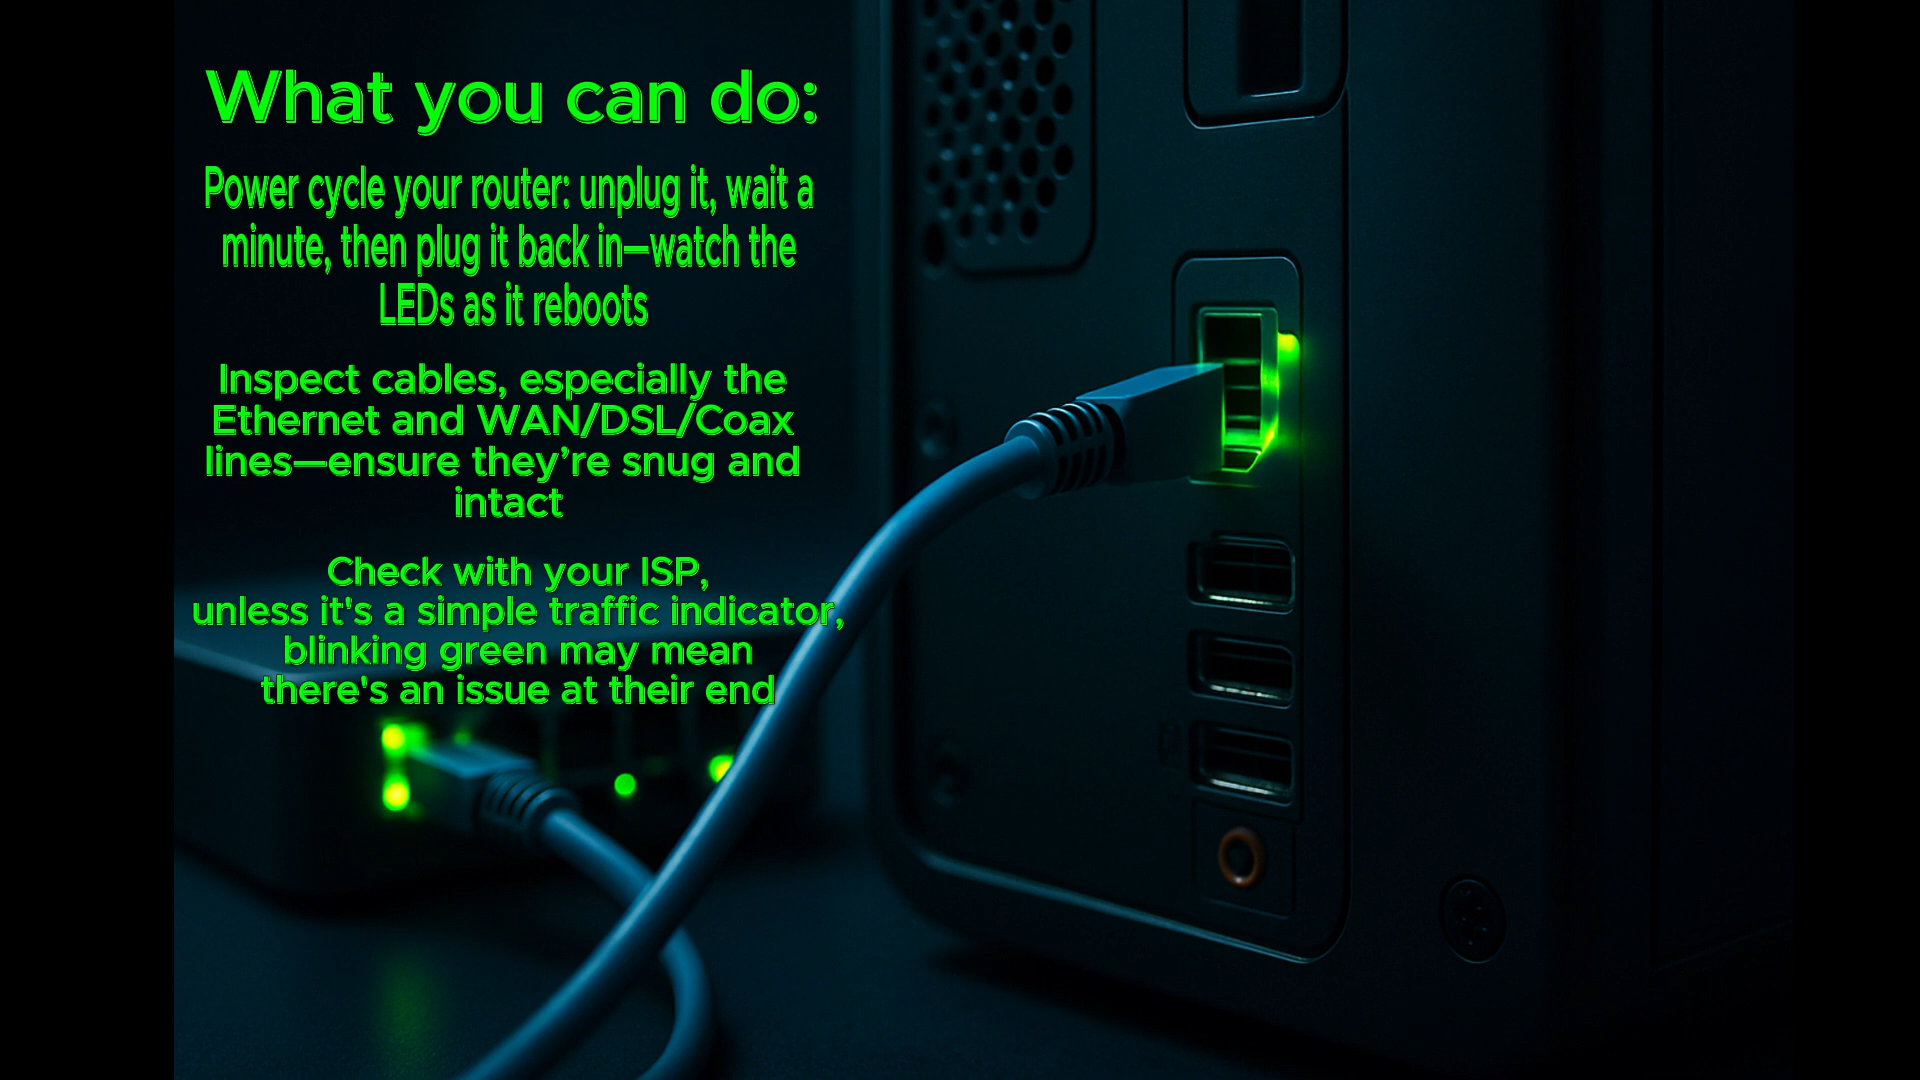 What you can do:
Power cycle your router: unplug it, wait a
minute, then plug it back in—watch the
LEDs as it reboots
Inspect cables, especially the
Ethernet and WAN/DSL/Coax
lines—ensure they’re snug and
intact
Check with your ISP,
unless it's a simple traffic indicator,
blinking green may mean
there's an issue at their end